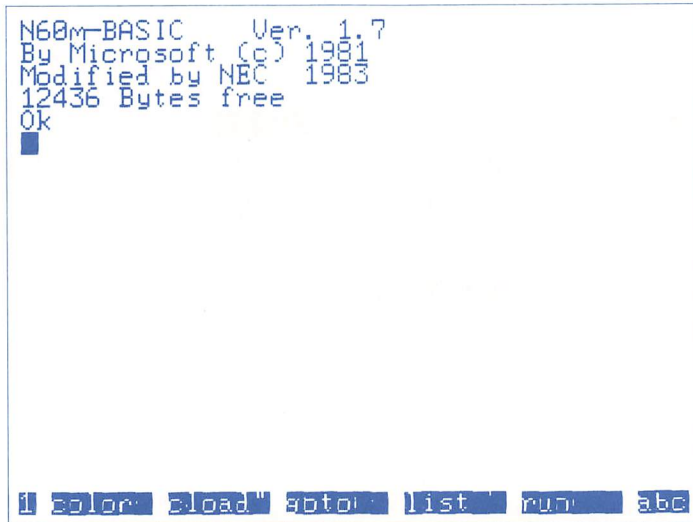 N60m-BASIC Ver. 1.7
By Microsoft (c) 1981
Modified by NEC 1983
12436 Bytes free
Ok
1 color cload" goto list run abc